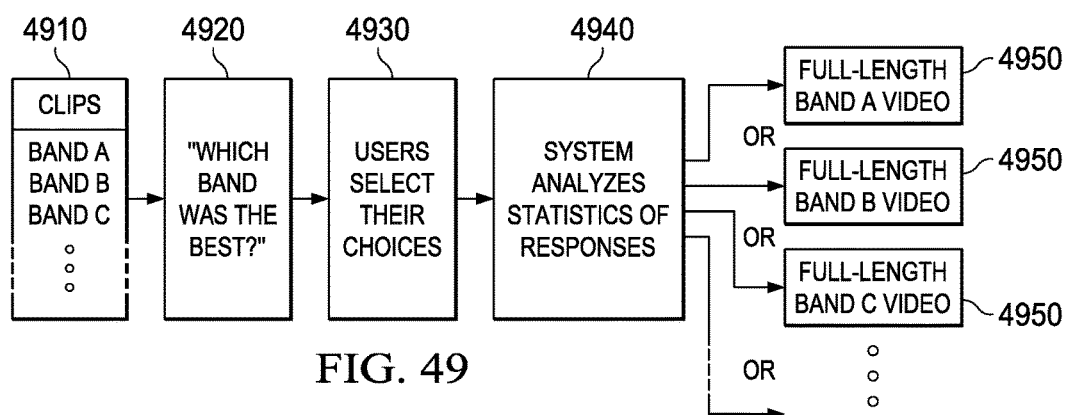 4910
4920
4930
4940
CLIPS
BAND A
BAND B
BAND C
"WHICH
BAND
WAS THE
BEST?"
USERS
SELECT
THEIR
CHOICES
SYSTEM
ANALYZES
STATISTICS OF
RESPONSES
FULL-LENGTH
BAND A VIDEO
4950
OR
FULL-LENGTH
BAND B VIDEO
4950
OR
FULL-LENGTH
BAND C VIDEO
4950
OR
FIG. 49